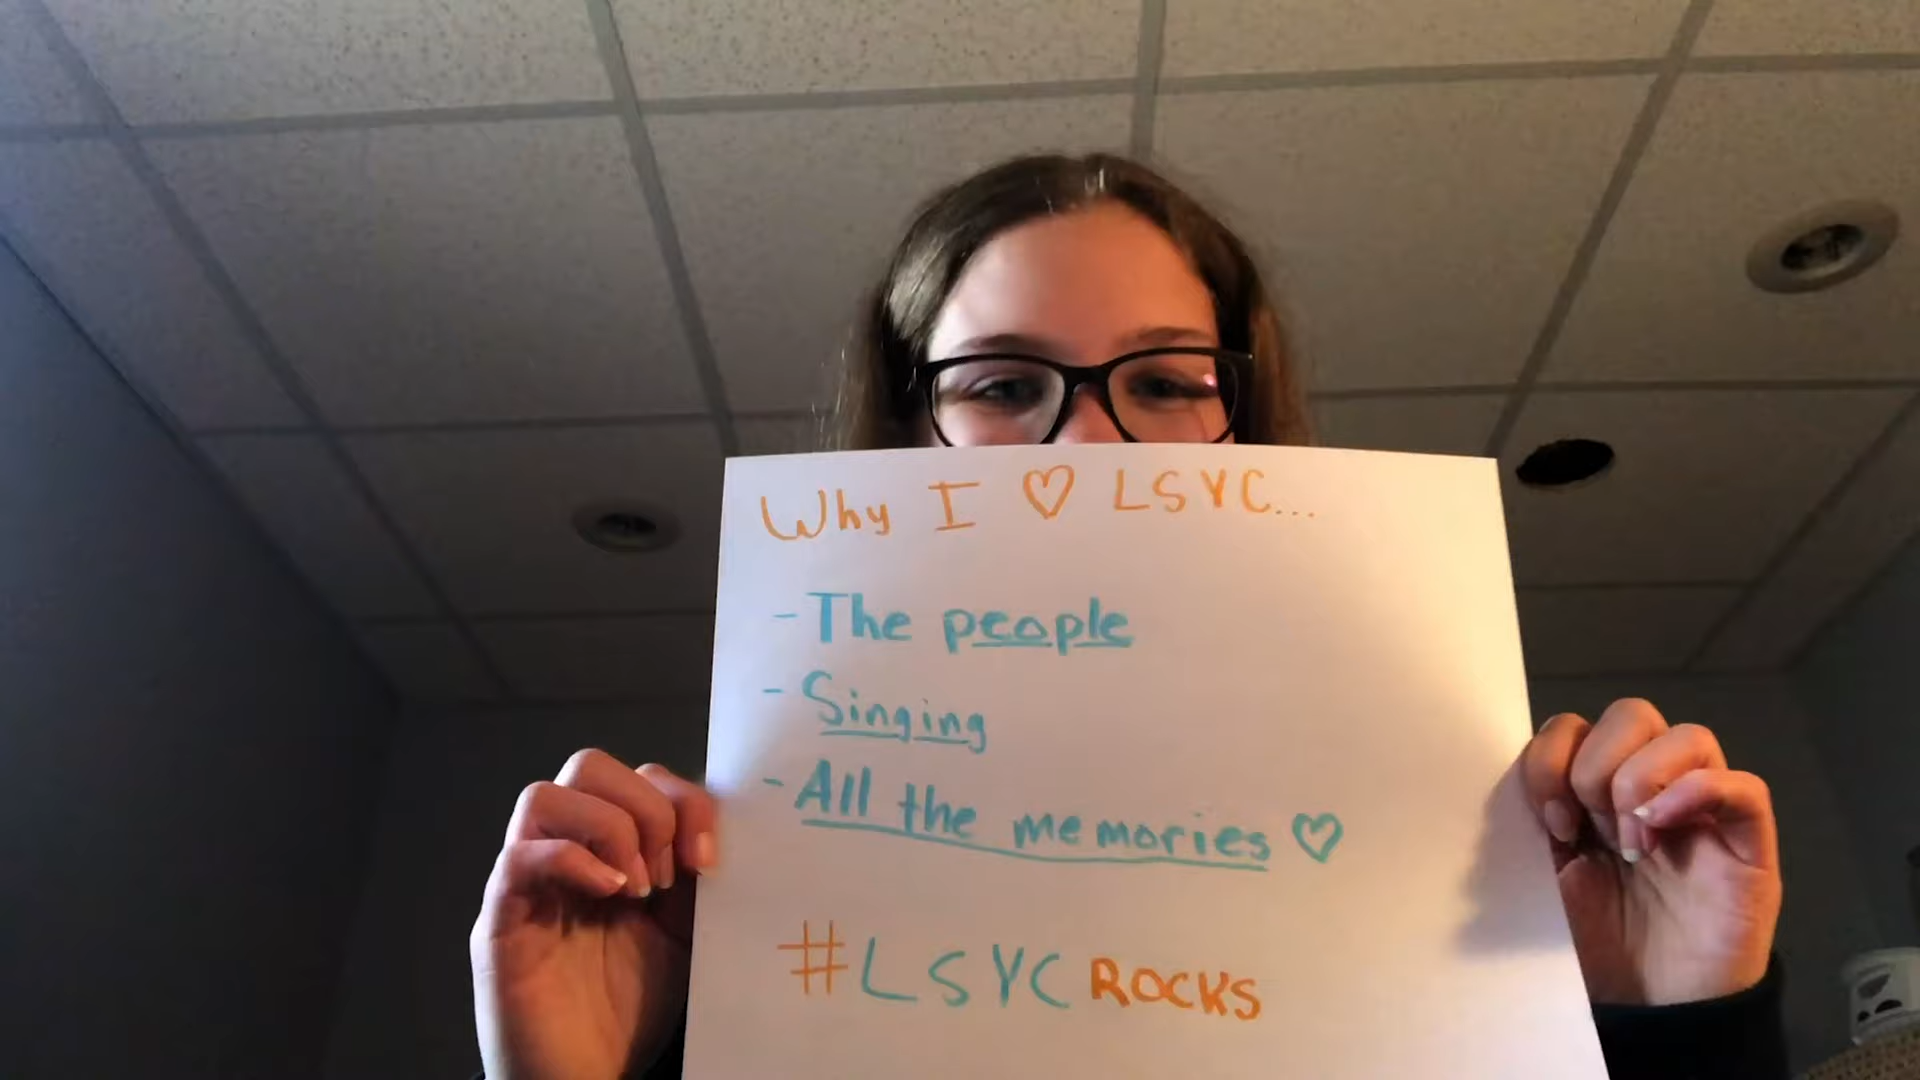 Why I ♡ LSYC...
- The people
- Singing
- All the memories ♡
#LSYC ROCKS